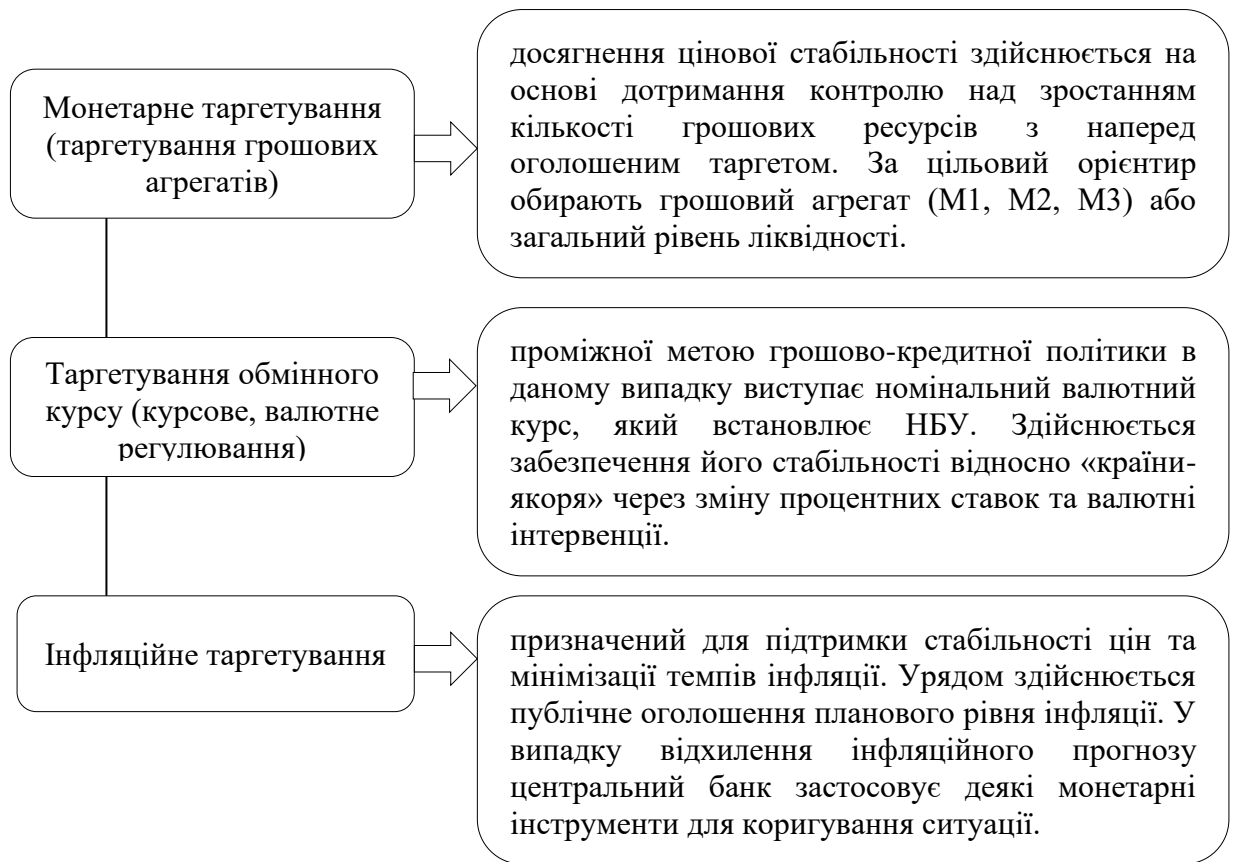 Монетарне таргетування
(таргетування грошових
агрегатів)
досягнення цінової стабільності здійснюється на
основі дотримання контролю над зростанням
кількості грошових ресурсів з наперед
оголошеним таргетом. За цільовий орієнтир
обирають грошовий агрегат (М1, М2, М3) або
загальний рівень ліквідності.
Таргетування обмінного
курсу (курсове, валютне
регулювання)
проміжної метою грошово-кредитної політики в
даному випадку виступає номінальний валютний
курс, який встановлює НБУ. Здійснюється
забезпечення його стабільності відносно «країни-
якоря» через зміну процентних ставок та валютні
інтервенції.
Інфляційне таргетування
призначений для підтримки стабільності цін та
мінімізації темпів інфляції. Урядом здійснюється
публічне оголошення планового рівня інфляції. У
випадку відхилення інфляційного прогнозу
центральний банк застосовує деякі монетарні
інструменти для коригування ситуації.